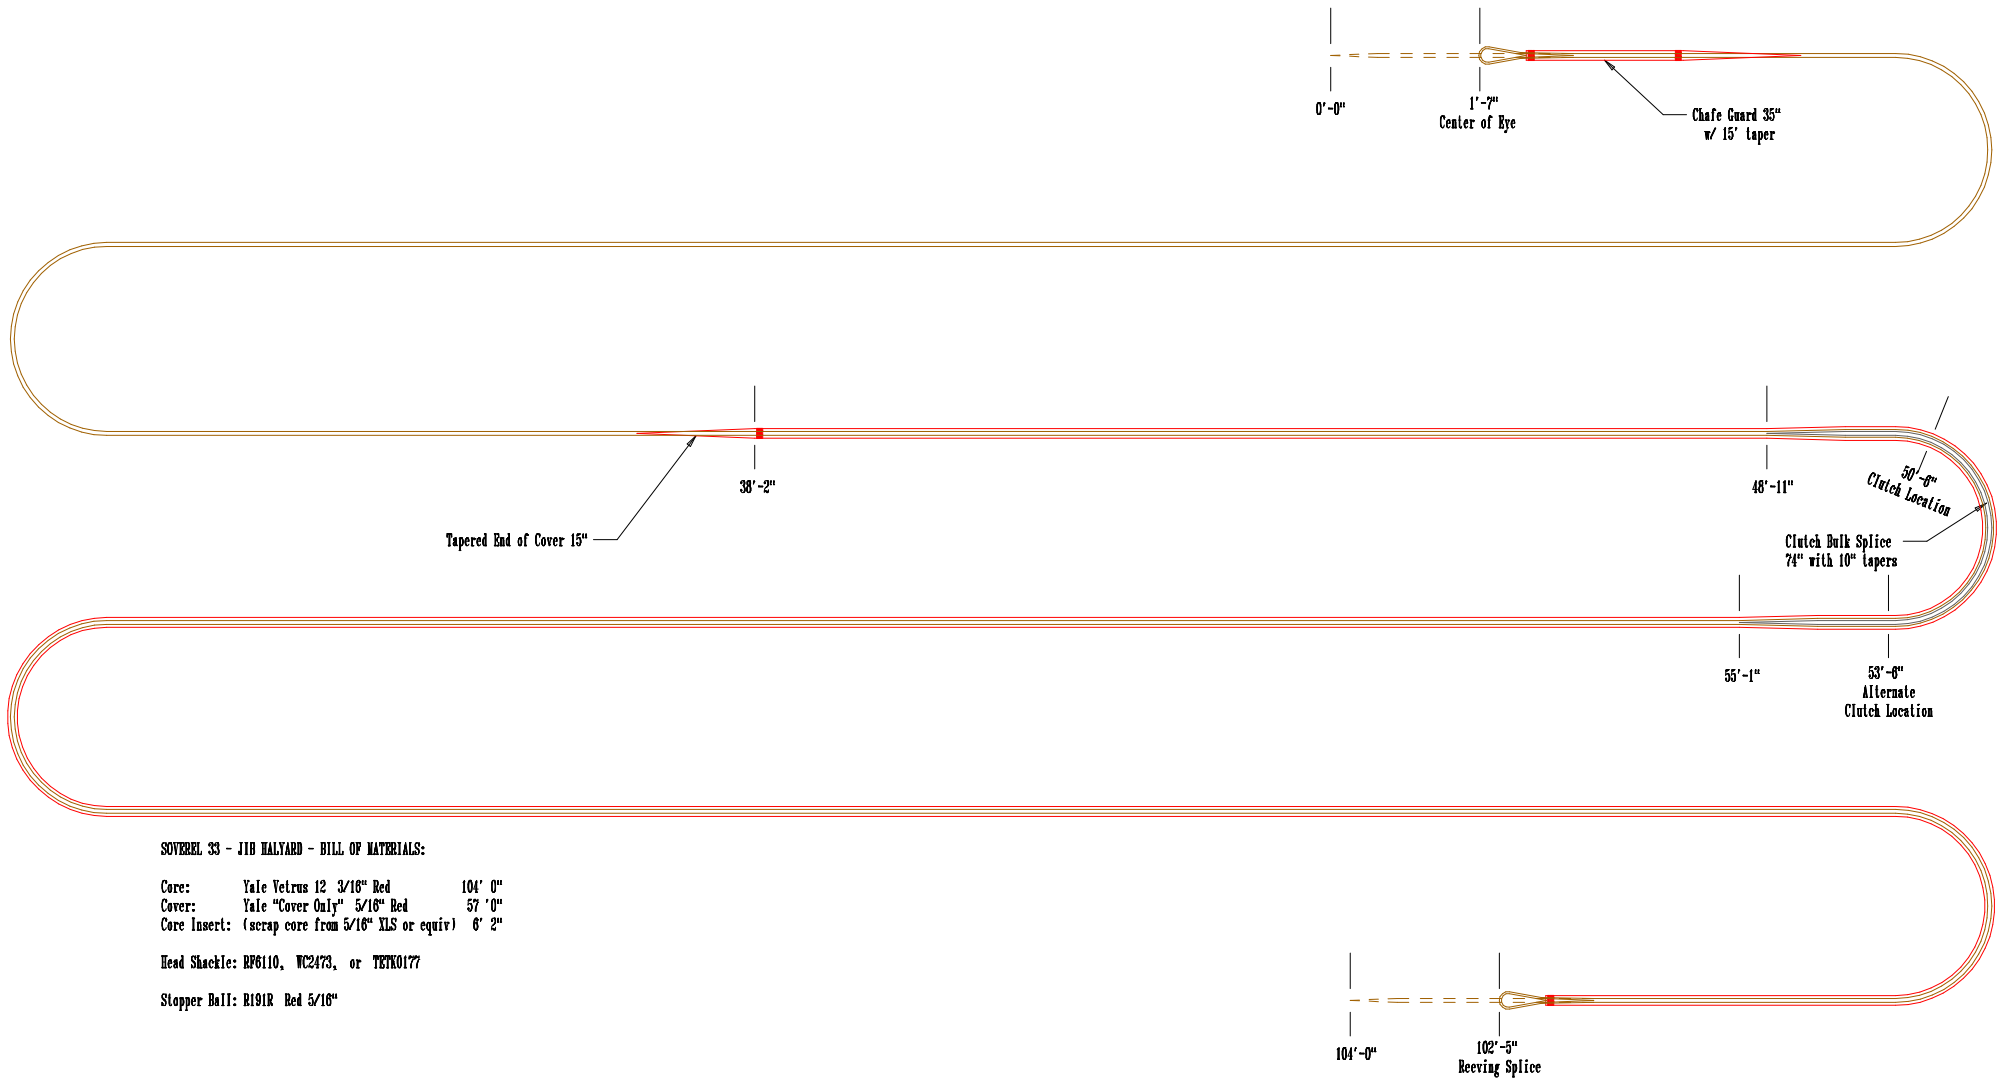 0'-0"
1'-7"
Center of Eye
Chafe Guard 35"
w/ 15' taper
38'-2"
48'-11"
50'-6"
Clutch Location
Tapered End of Cover 15"
Clutch Bulk Splice
74" with 10" tapers
55'-1"
53'-6"
Alternate
Clutch Location
SOVEREL 33 - JIB HALYARD - BILL OF MATERIALS:
Core: Yale Vetrus 12 3/16" Red 104' 0"
Cover: Yale "Cover Only" 5/16" Red 57 '0"
Core Insert: (scrap core from 5/16" XLS or equiv) 6' 2"
Head Shackle: RF6110, WC2473, or TETK0177
Stopper Ball: R191R Red 5/16"
104'-0"
102'-5"
Reeving Splice